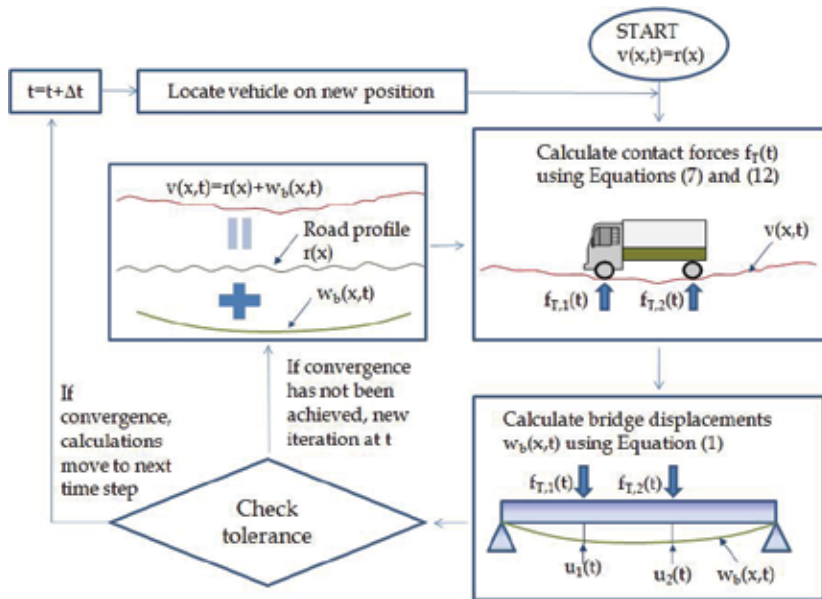 START
v(x,t)=r(x)
t=t+Δt
Locate vehicle on new position
Calculate contact forces f_T(t)
using Equations (7) and (12)
v(x,t)
f_T,1(t)
f_T,2(t)
v(x,t)=r(x)+w_b(x,t)
Road profile
r(x)
w_b(x,t)
If
convergence,
calculations
move to next
time step
If convergence
has not been
achieved, new
iteration at t
Check
tolerance
Calculate bridge displacements
w_b(x,t) using Equation (1)
f_T,1(t)
f_T,2(t)
u_1(t)
u_2(t)
w_b(x,t)